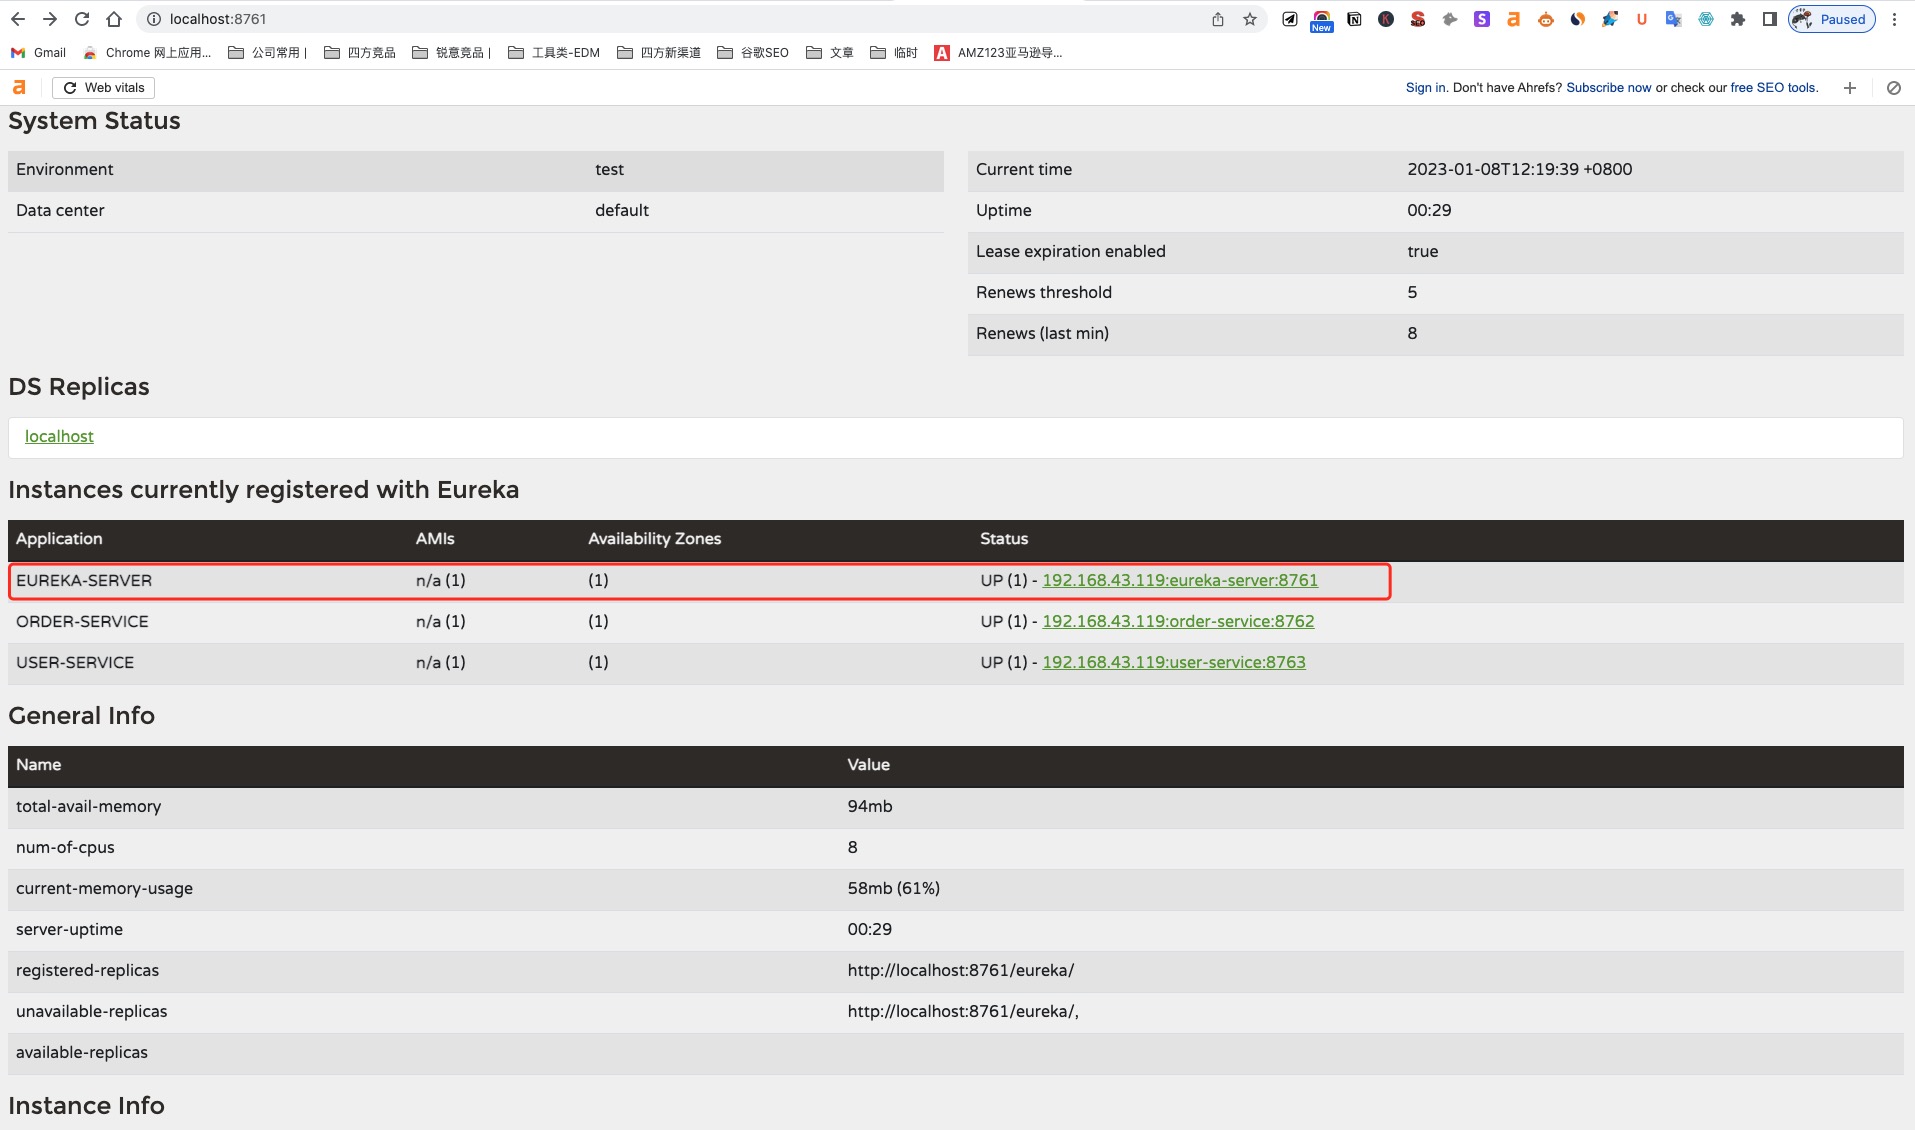 localhost:8761
New
Paused
Gmail
Chrome 网上应用...
公司常用 |
四方竞品
锐意竞品 |
工具类-EDM
四方新渠道
谷歌SEO
文章
临时
AMZ123亚马逊导...
Web vitals
Sign in. Don't have Ahrefs? Subscribe now or check our free SEO tools.
System Status
Environment test
Data center default
Current time 2023-01-08T12:19:39 +0800
Uptime 00:29
Lease expiration enabled true
Renews threshold 5
Renews (last min) 8
DS Replicas
localhost
Instances currently registered with Eureka
Application AMIs Availability Zones Status
EUREKA-SERVER n/a (1) (1) UP (1) - 192.168.43.119:eureka-server:8761
ORDER-SERVICE n/a (1) (1) UP (1) - 192.168.43.119:order-service:8762
USER-SERVICE n/a (1) (1) UP (1) - 192.168.43.119:user-service:8763
General Info
Name Value
total-avail-memory 94mb
num-of-cpus 8
current-memory-usage 58mb (61%)
server-uptime 00:29
registered-replicas http://localhost:8761/eureka/
unavailable-replicas http://localhost:8761/eureka/,
available-replicas
Instance Info